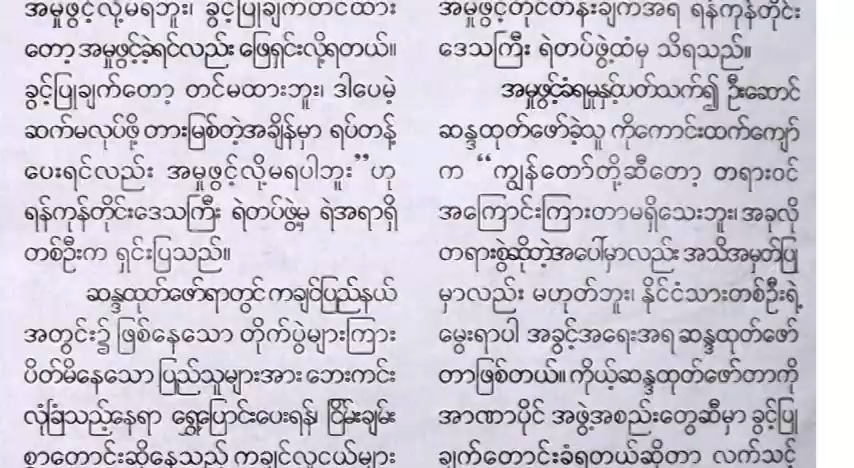 အမှုဖွင့်လို့မရဘူး၊ ခွင့်ပြုချက်တင်ထား
တော့ အမှုဖွင့်ခဲ့ရင်လည်း ဖြေရှင်းလို့ရတယ်။
ခွင့်ပြုချက်တော့ တင်မထားဘူး၊ ဒါပေမဲ့
ဆက်မလုပ်ဖို့ တားမြစ်တဲ့အချိန်မှာ ရပ်တန့်
ပေးရင်လည်း အမှုဖွင့်လို့မရပါဘူး”ဟု
ရန်ကုန်တိုင်းဒေသကြီး ရဲတပ်ဖွဲ့မှ ရဲအရာရှိ
တစ်ဦးက ရှင်းပြသည်။
ဆန္ဒထုတ်ဖော်ရာတွင် ကချင်ပြည်နယ်
အတွင်း၌ ဖြစ်နေသော တိုက်ပွဲများကြား
ပိတ်မိနေသော ပြည်သူများအား ဘေးကင်း
လုံခြုံသည့်နေရာ ရွှေ့ပြောင်းပေးရန်၊ ငြိမ်းချမ်း
စွာတောင်းဆိုနေသည့် ကချင်လူငယ်များ
အမှုဖွင့်တိုင်တန်းချက်အရ ရန်ကုန်တိုင်း
ဒေသကြီး ရဲတပ်ဖွဲ့ထံမှ သိရသည်။
အမှုဖွင့်ခံရမှုနှင့်ပတ်သက်၍ ဦးဆောင်
ဆန္ဒထုတ်ဖော်ခဲ့သူ ကိုကောင်းထက်ကျော်
က “ကျွန်တော်တို့ဆီတော့ တရားဝင်
အကြောင်းကြားတာမရှိသေးဘူး၊ အခုလို
တရားစွဲဆိုတဲ့အပေါ်မှာလည်း အသိအမှတ်ပြု
မှာလည်း မဟုတ်ဘူး၊ နိုင်ငံသားတစ်ဦးရဲ့
မွေးရာပါ အခွင့်အရေးအရ ဆန္ဒထုတ်ဖော်
တာဖြစ်တယ်။ ကိုယ့်ဆန္ဒထုတ်ဖော်တာကို
အာဏာပိုင် အဖွဲ့အစည်းတွေဆီမှာ ခွင့်ပြု
ချက်တောင်းခံရတယ်ဆိုတာ လက်သင့်